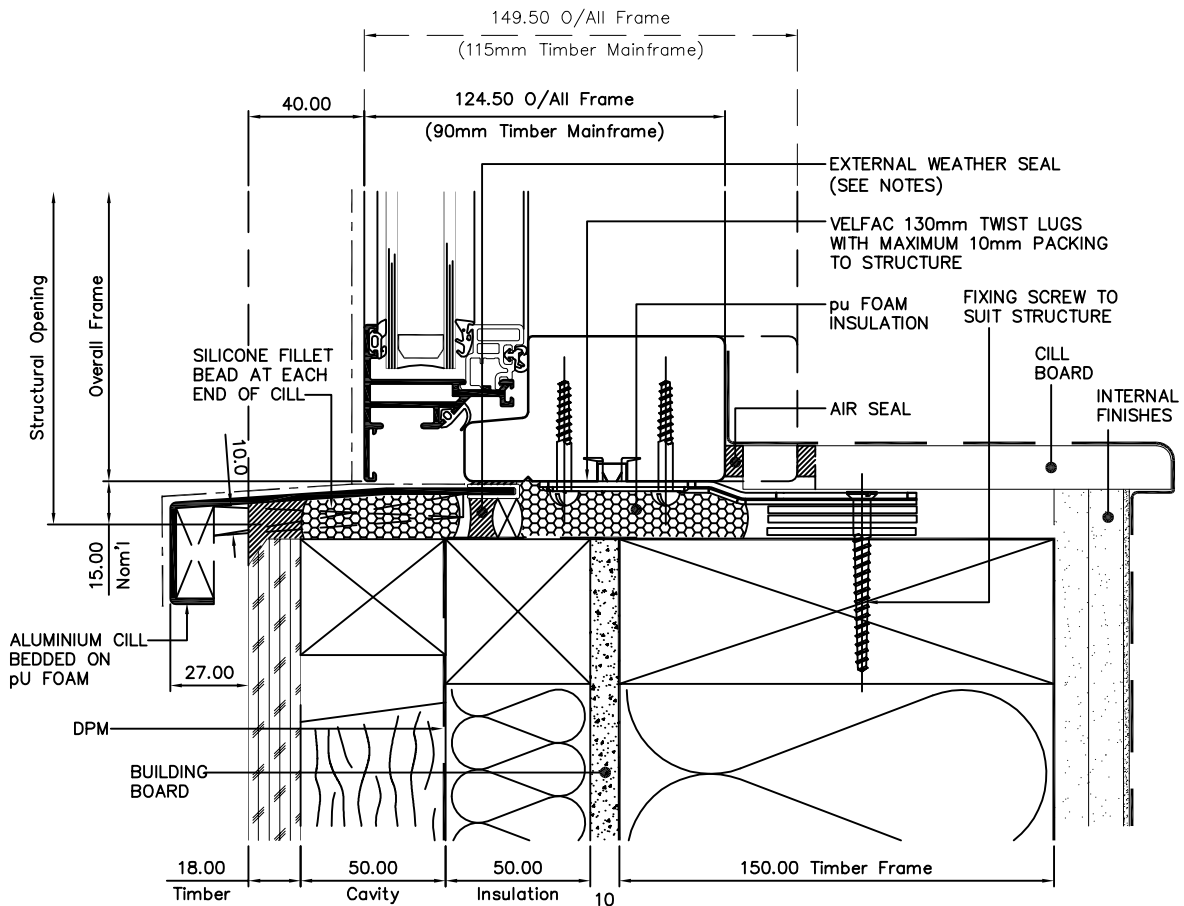 149.50 O/All Frame
(115mm Timber Mainframe)
40.00
124.50 O/All Frame
(90mm Timber Mainframe)
EXTERNAL WEATHER SEAL
(SEE NOTES)
VELFAC 130mm TWIST LUGS
WITH MAXIMUM 10mm PACKING
TO STRUCTURE
pu FOAM
INSULATION
FIXING SCREW TO
SUIT STRUCTURE
CILL
BOARD
INTERNAL
FINISHES
AIR SEAL
Structural Opening
Overall Frame
SILICONE FILLET
BEAD AT EACH
END OF CILL
10.0
15.00
Nom'l
ALUMINIUM CILL
BEDDED ON
pU FOAM
27.00
DPM
BUILDING
BOARD
18.00
Timber
50.00
Cavity
50.00
Insulation
10
150.00 Timber Frame